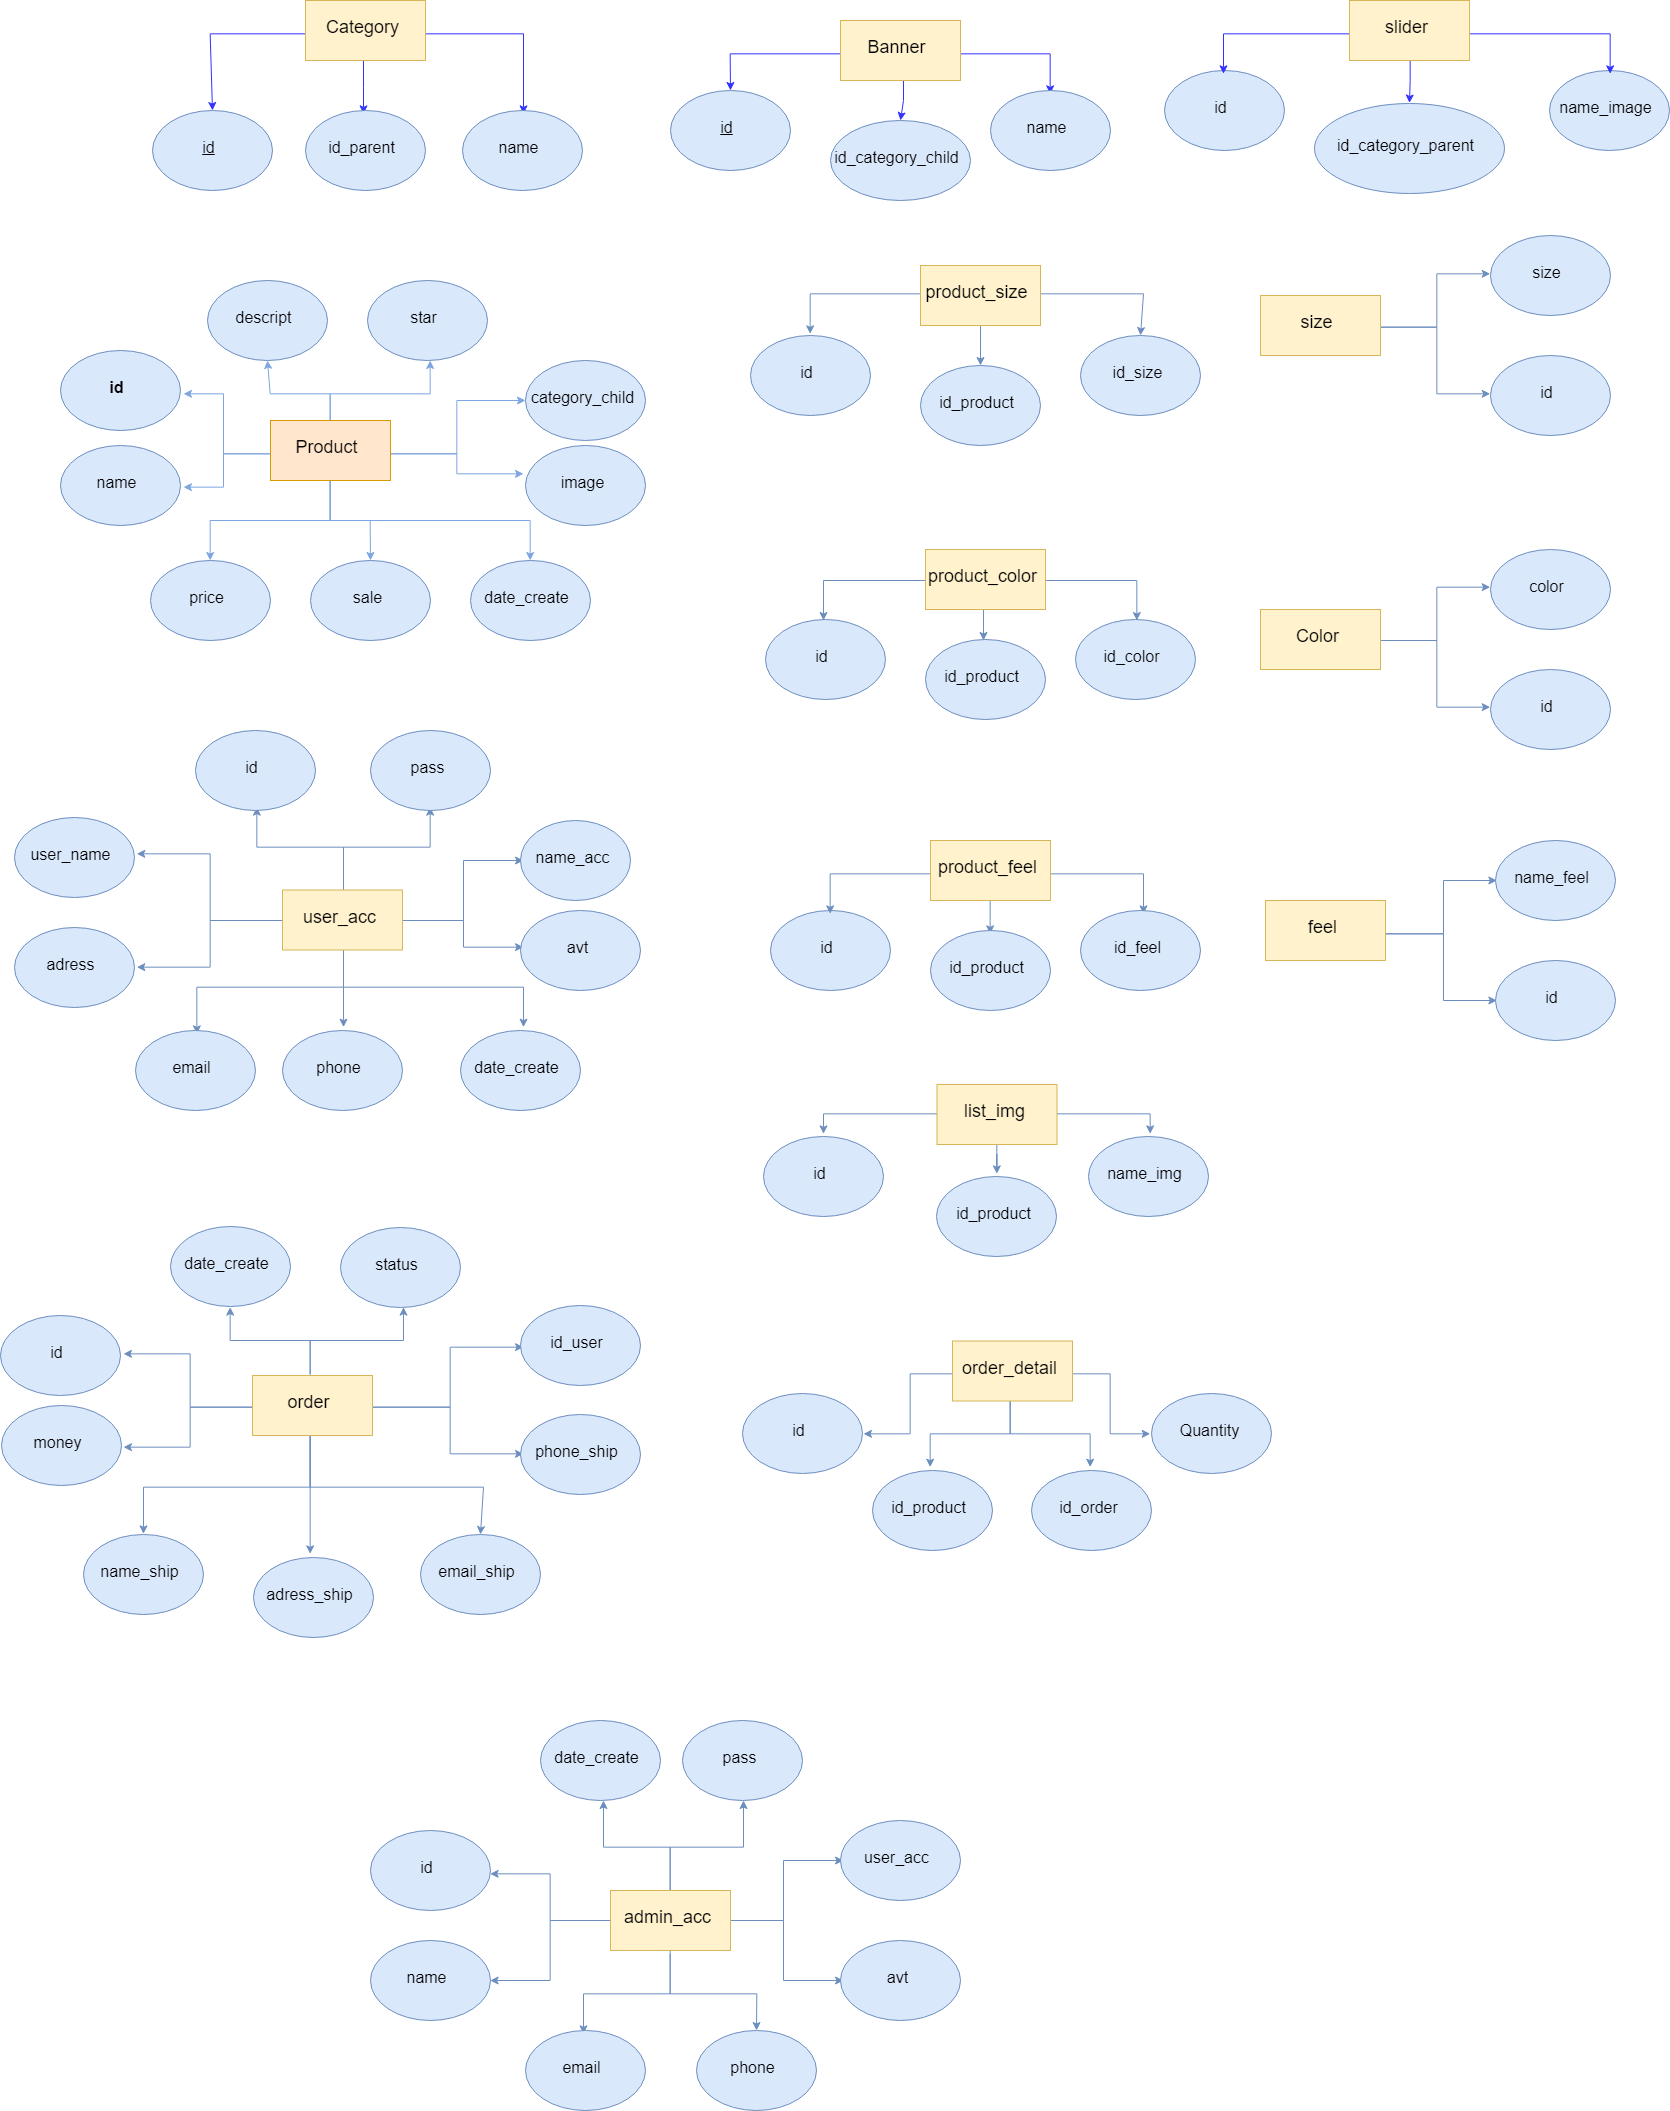 Category
id
id_parent
name
Banner
id
id_category_child
name
slider
id
id_category_parent
name_image
descript
star
id
name
Product
category_child
image
price
sale
date_create
product_size
id
id_product
id_size
size
size
id
product_color
id
id_product
id_color
Color
color
id
id
pass
user_name
adress
user_acc
name_acc
avt
email
phone
date_create
product_feel
id
id_product
id_feel
feel
name_feel
id
list_img
id
id_product
name_img
date_create
status
id
money
order
id_user
phone_ship
name_ship
adress_ship
email_ship
order_detail
id
id_product
id_order
Quantity
date_create
pass
id
name
admin_acc
user_acc
avt
email
phone